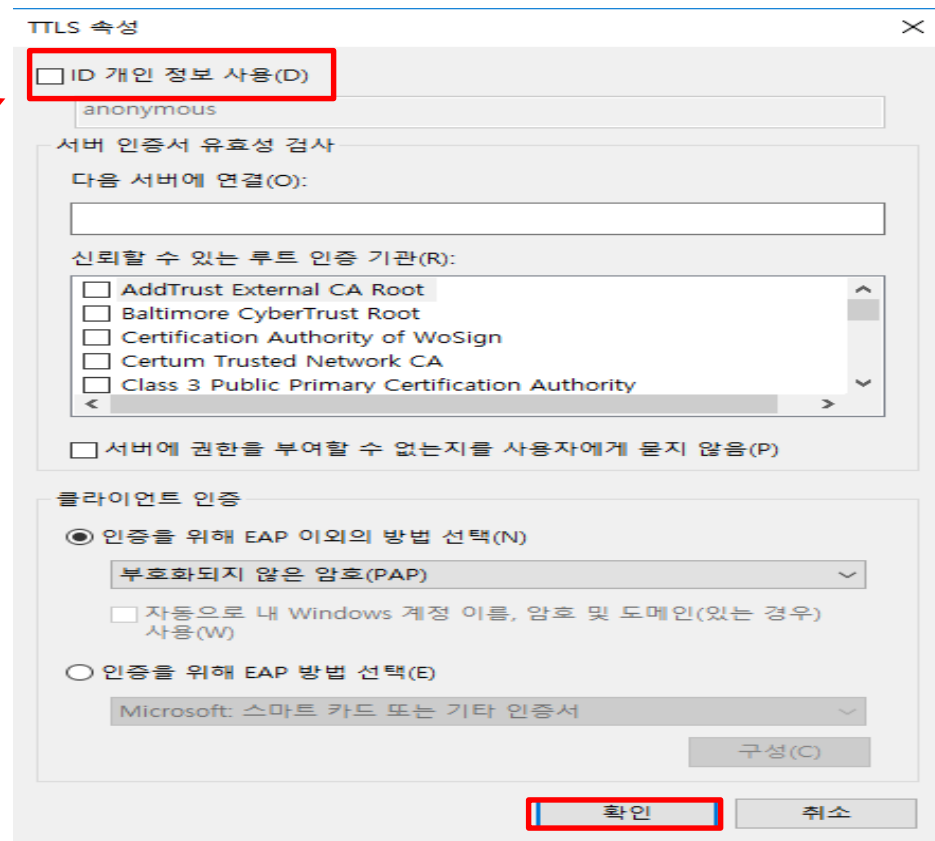 TTLS 속성
ID 개인 정보 사용(D)
anonymous
서버 인증서 유효성 검사
다음 서버에 연결(O):
신뢰할 수 있는 루트 인증 기관(R):
AddTrust External CA Root
Baltimore CyberTrust Root
Certification Authority of WoSign
Certum Trusted Network CA
Class 3 Public Primary Certification Authority
서버에 권한을 부여할 수 없는지를 사용자에게 묻지 않음(P)
클라이언트 인증
인증을 위해 EAP 이외의 방법 선택(N)
부호화되지 않은 암호(PAP)
자동으로 내 Windows 계정 이름, 암호 및 도메인(있는 경우)
사용(W)
인증을 위해 EAP 방법 선택(E)
Microsoft: 스마트 카드 또는 기타 인증서
구성(C)
확인 취소